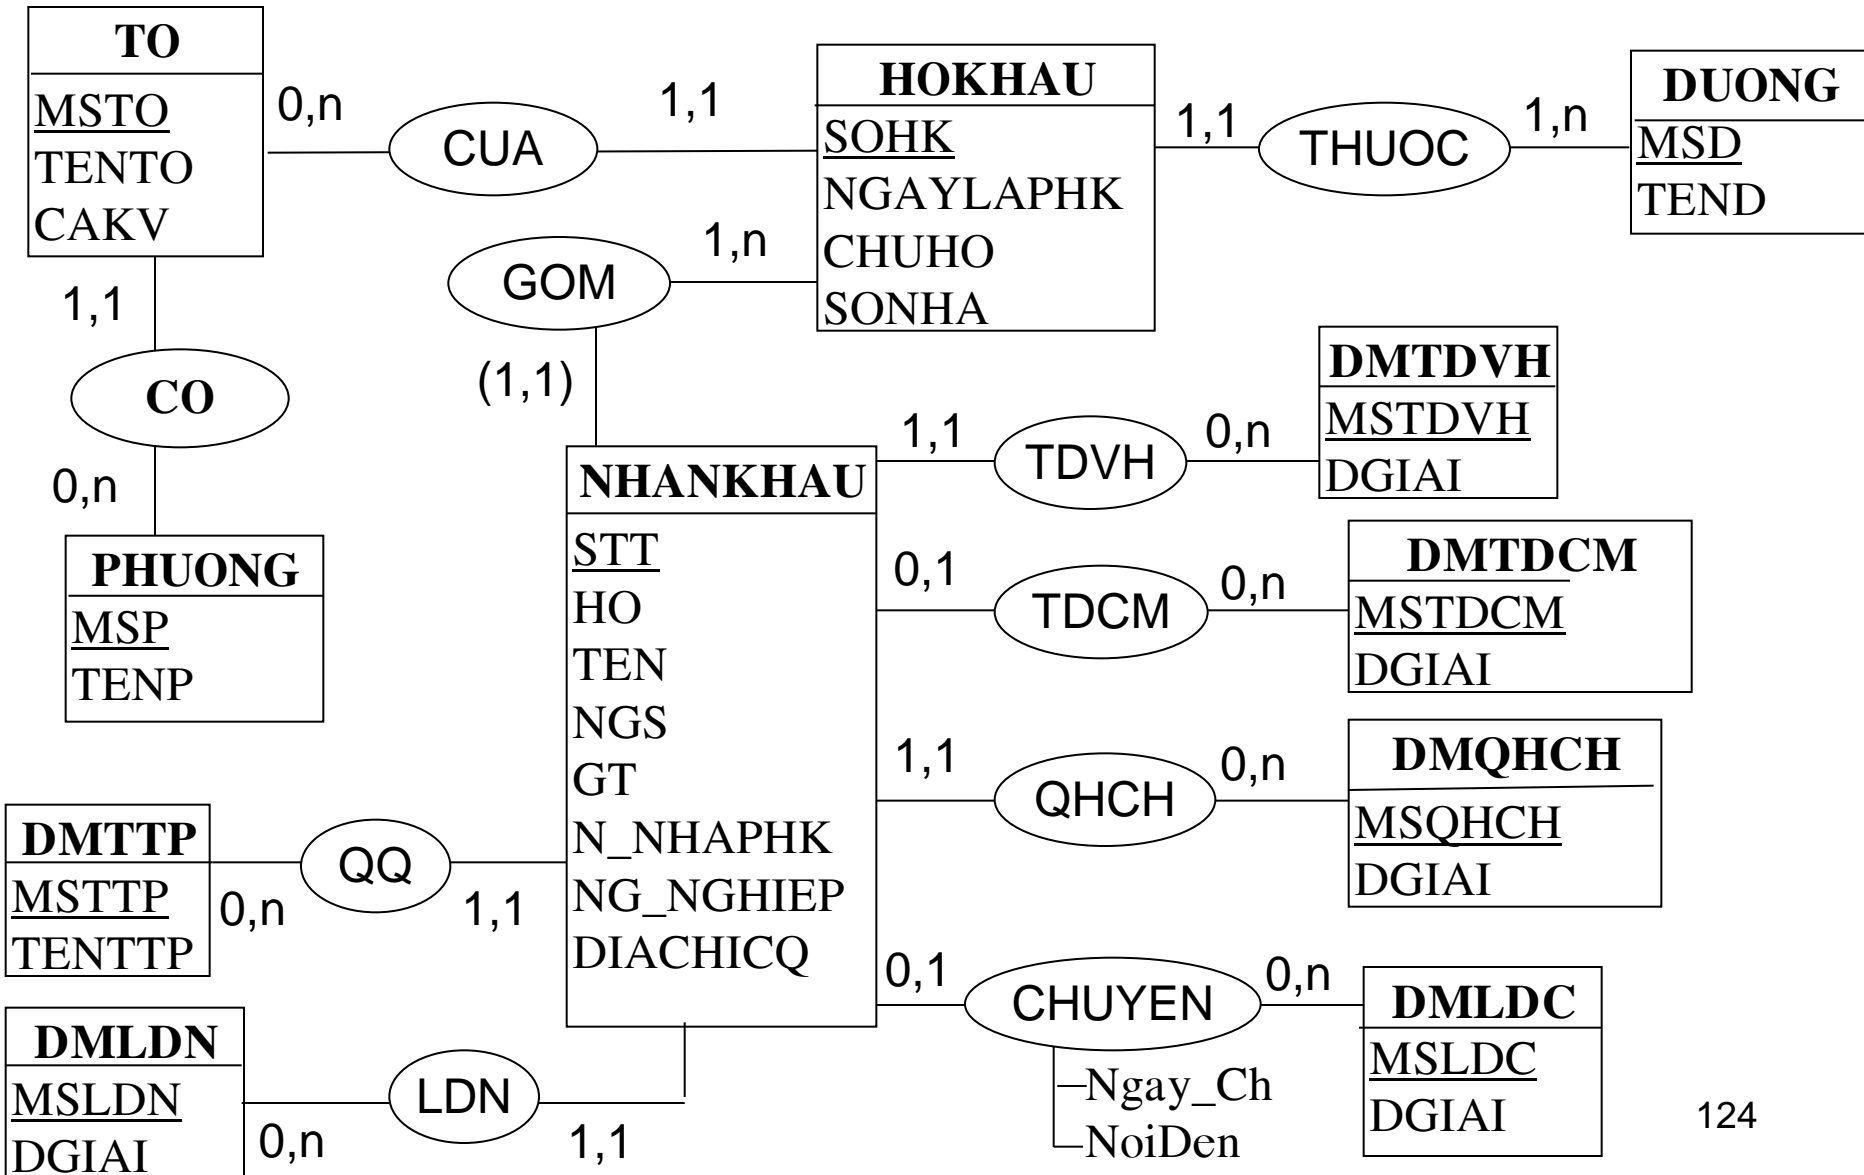 TO
MSTO
TENTO
CAKV
0,n
CUA
1,1
HOKHAU
SOHK
NGAYLAPHK
CHUHO
SONHA
1,1
THUOC
1,n
DUONG
MSD
TEND
GOM
1,n
(1,1)
1,1
CO
0,n
PHUONG
MSP
TENP
NHANKHAU
STT
HO
TEN
NGS
GT
N_NHAPHK
NG_NGHIEP
DIACHICQ
1,1
TDVH
0,n
DMTDVH
MSTDVH
DGIAI
0,1
TDCM
0,n
DMTDCM
MSTDCM
DGIAI
1,1
QHCH
0,n
DMQHCH
MSQHCH
DGIAI
DMTTP
MSTTP
TENTTP
0,n
QQ
1,1
0,1
CHUYEN
0,n
Ngay_Ch
NoiDen
DMLDC
MSLDC
DGIAI
DMLDN
MSLDN
DGIAI
0,n
LDN
1,1
124